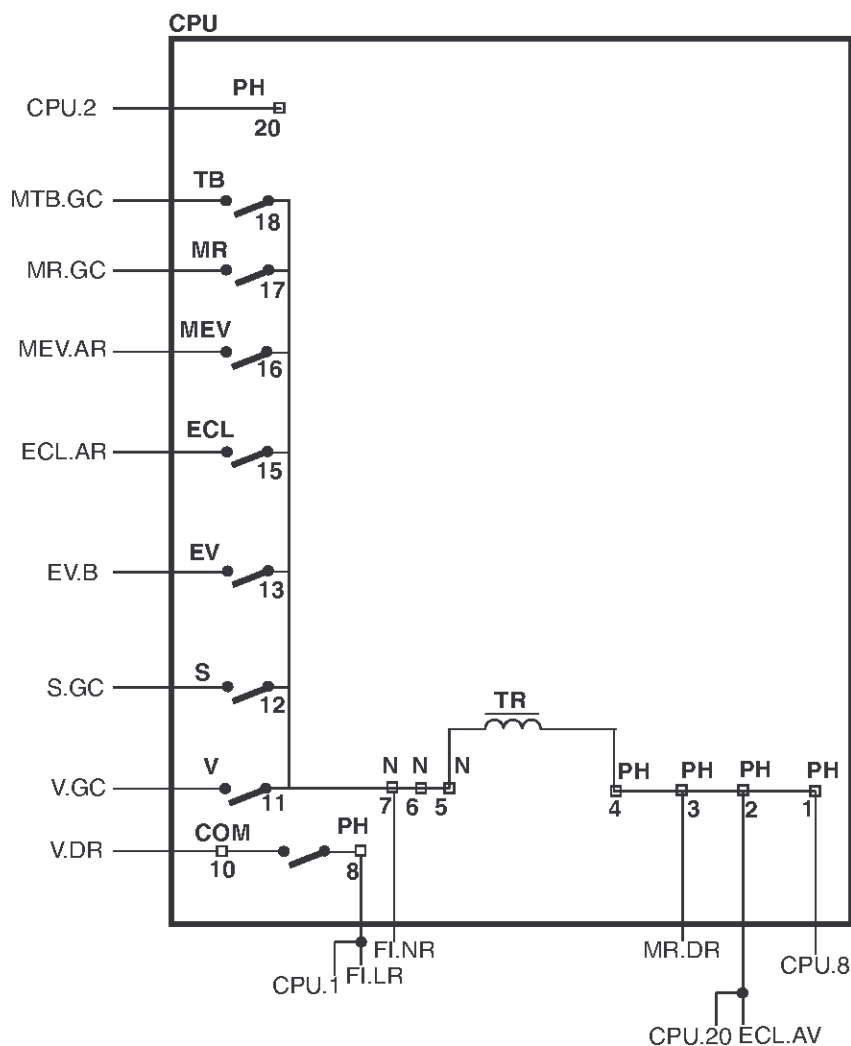 CPU
PH
CPU.2
20
TB
MTB.GC
18
MR
MR.GC
17
MEV
MEV.AR
16
ECL
ECL.AR
15
EV
EV.B
13
S
S.GC
12
TR
V
N N N
PH PH PH PH
V.GC
11
7 6 5
4 3 2 1
COM
PH
V.DR
10
8
FI.NR
MR.DR
CPU.8
CPU.1
FI.LR
CPU.20
ECL.AV